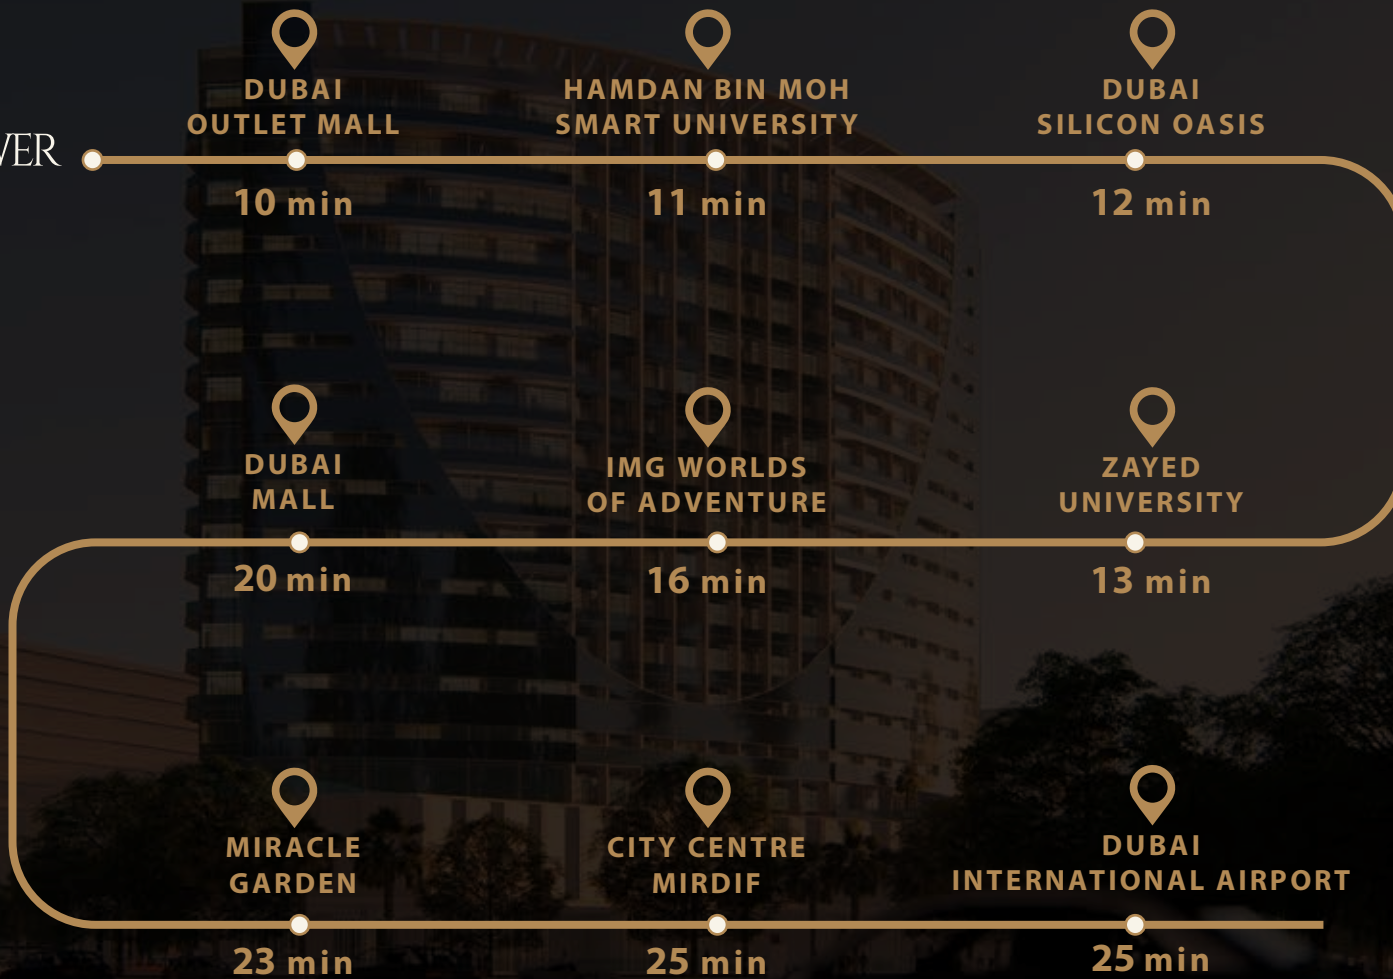 DUBAI
OUTLET MALL
10 min
HAMDAN BIN MOH
SMART UNIVERSITY
11 min
DUBAI
SILICON OASIS
12 min
ZAYED
UNIVERSITY
13 min
IMG WORLDS
OF ADVENTURE
16 min
DUBAI
MALL
20 min
MIRACLE
GARDEN
23 min
CITY CENTRE
MIRDIF
25 min
DUBAI
INTERNATIONAL AIRPORT
25 min